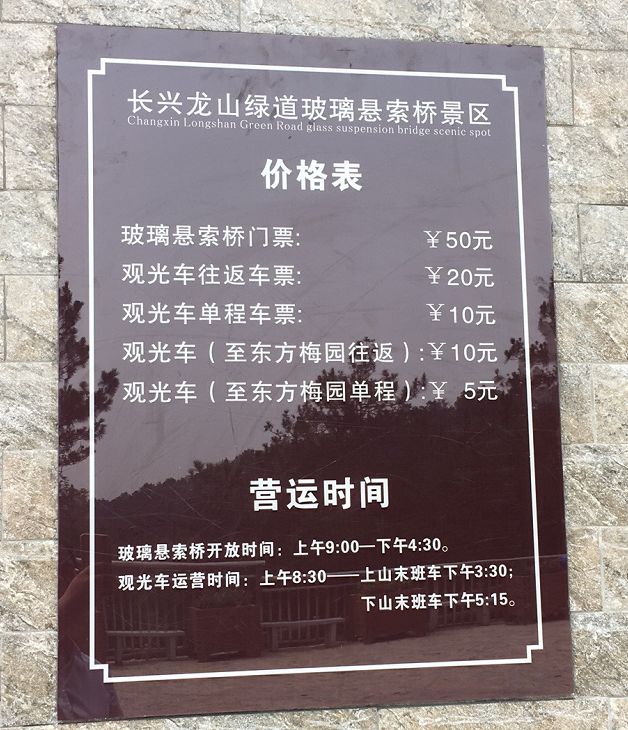 长兴龙山绿道玻璃悬索桥景区
Changxin Longshan Green Road glass suspension bridge scenic spot
价格表
玻璃悬索桥门票: ￥50元
观光车往返车票: ￥20元
观光车单程车票: ￥10元
观光车（至东方梅园往返）:￥10元
观光车（至东方梅园单程）:￥ 5元
营运时间
玻璃悬索桥开放时间：上午9:00—下午4:30。
观光车运营时间：上午8:30——上山末班车下午3:30；
下山末班车下午5:15。